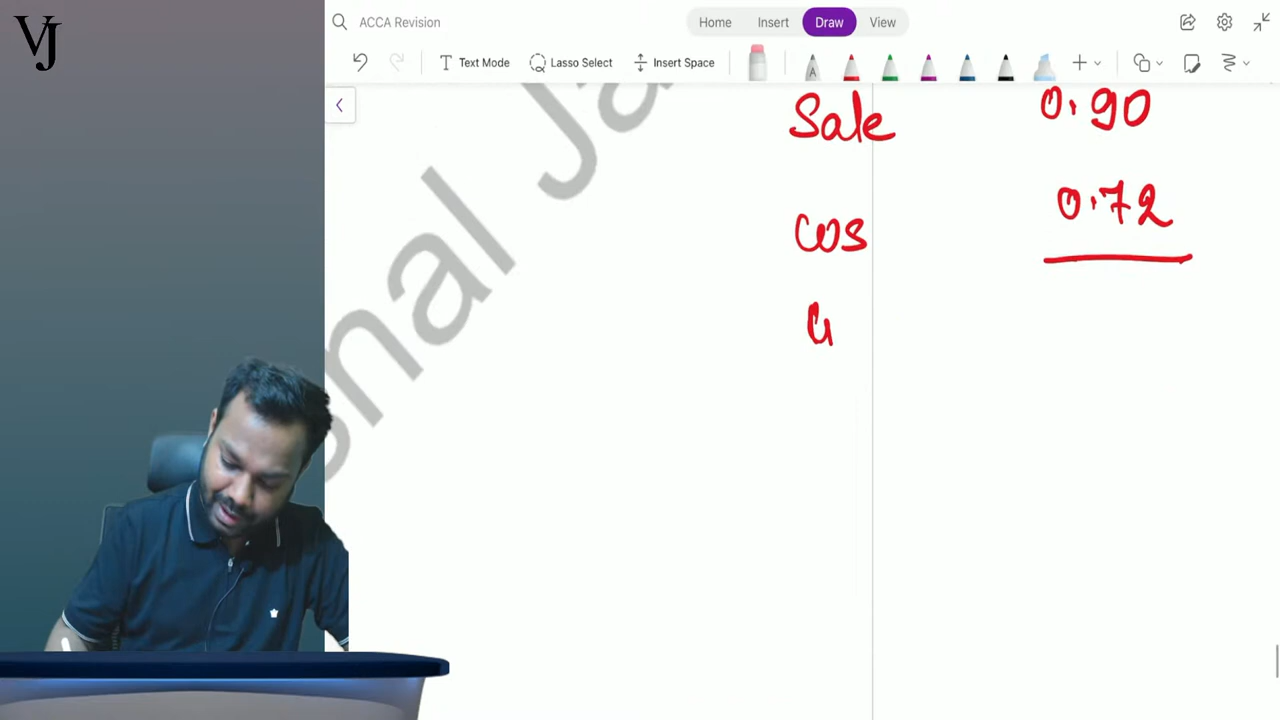 VJ
ACCA Revision
Home Insert Draw View
Text Mode Lasso Select Insert Space
Sale 0.90
COS 0.72
G